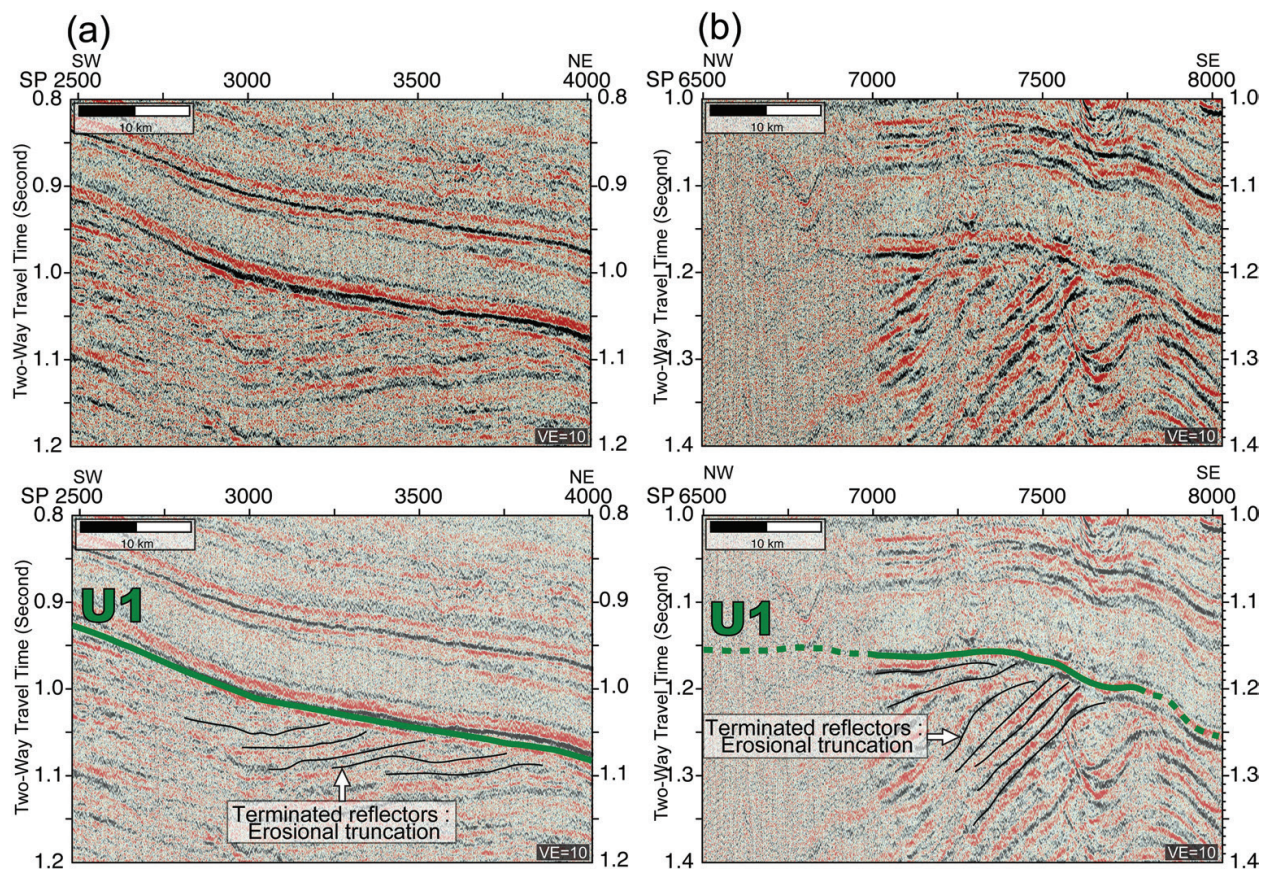 (a)
SW NE
SP 2500 3000 3500 4000
0.8 0.8
10 km
0.9 0.9
1.0 1.0
1.1 1.1
1.2 1.2
Two-Way Travel Time (Second)
VE=10
(b)
NW SE
SP 6500 7000 7500 8000
1.0 1.0
10 km
1.1 1.1
1.2 1.2
1.3 1.3
1.4 1.4
Two-Way Travel Time (Second)
VE=10
SW NE
SP 2500 3000 3500 4000
0.8 0.8
10 km
0.9 0.9
U1
1.0 1.0
1.1 1.1
Terminated reflectors :
Erosional truncation
1.2 1.2
Two-Way Travel Time (Second)
VE=10
NW SE
SP 6500 7000 7500 8000
1.0 1.0
10 km
1.1 1.1
U1
1.2 1.2
Terminated reflectors :
Erosional truncation
1.3 1.3
1.4 1.4
Two-Way Travel Time (Second)
VE=10